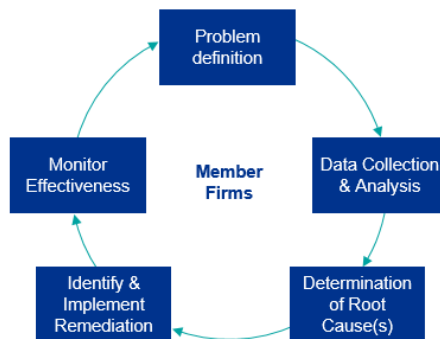 Problem
definition
Data Collection
& Analysis
Determination
of Root
Cause(s)
Identify &
Implement
Remediation
Monitor
Effectiveness
Member
Firms